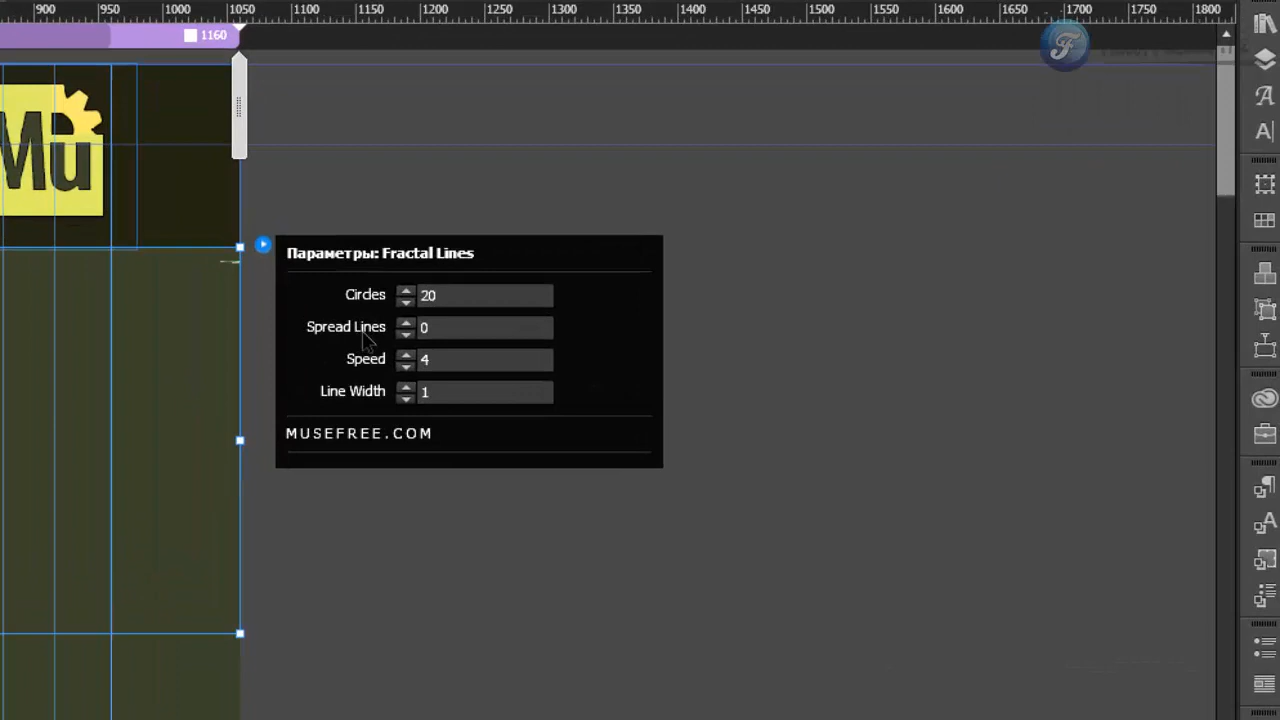 900 950 1000 1050 1100 1150 1200 1250 1300 1350 1400 1450 1500 1550 1600 1650 1700 1750 1800
1160
Mu
Параметры: Fractal Lines
Circles 20
Spread Lines 0
Speed 4
Line Width 1
MUSEFREE.COM